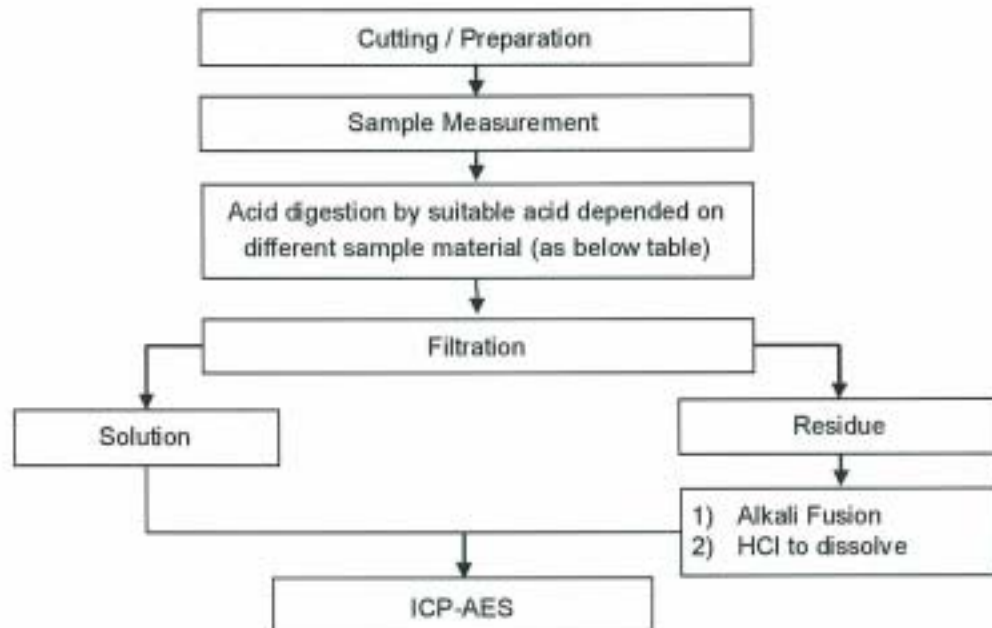 Cutting / Preparation
Sample Measurement
Acid digestion by suitable acid depended on
different sample material (as below table)
Filtration
Solution
Residue
1) Alkali Fusion
2) HCl to dissolve
ICP-AES